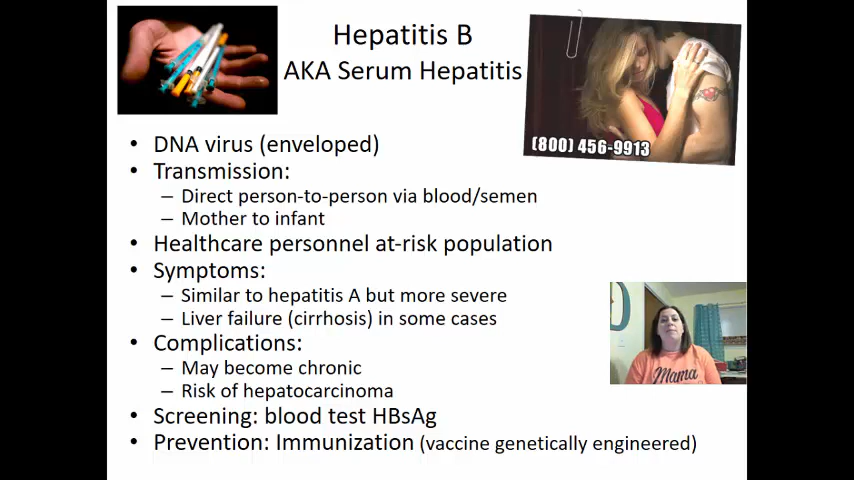 Hepatitis B
AKA Serum Hepatitis
(800) 456-9913
• DNA virus (enveloped)
• Transmission:
– Direct person-to-person via blood/semen
– Mother to infant
• Healthcare personnel at-risk population
• Symptoms:
– Similar to hepatitis A but more severe
– Liver failure (cirrhosis) in some cases
• Complications:
– May become chronic
– Risk of hepatocarcinoma
• Screening: blood test HBsAg
• Prevention: Immunization (vaccine genetically engineered)
Mama